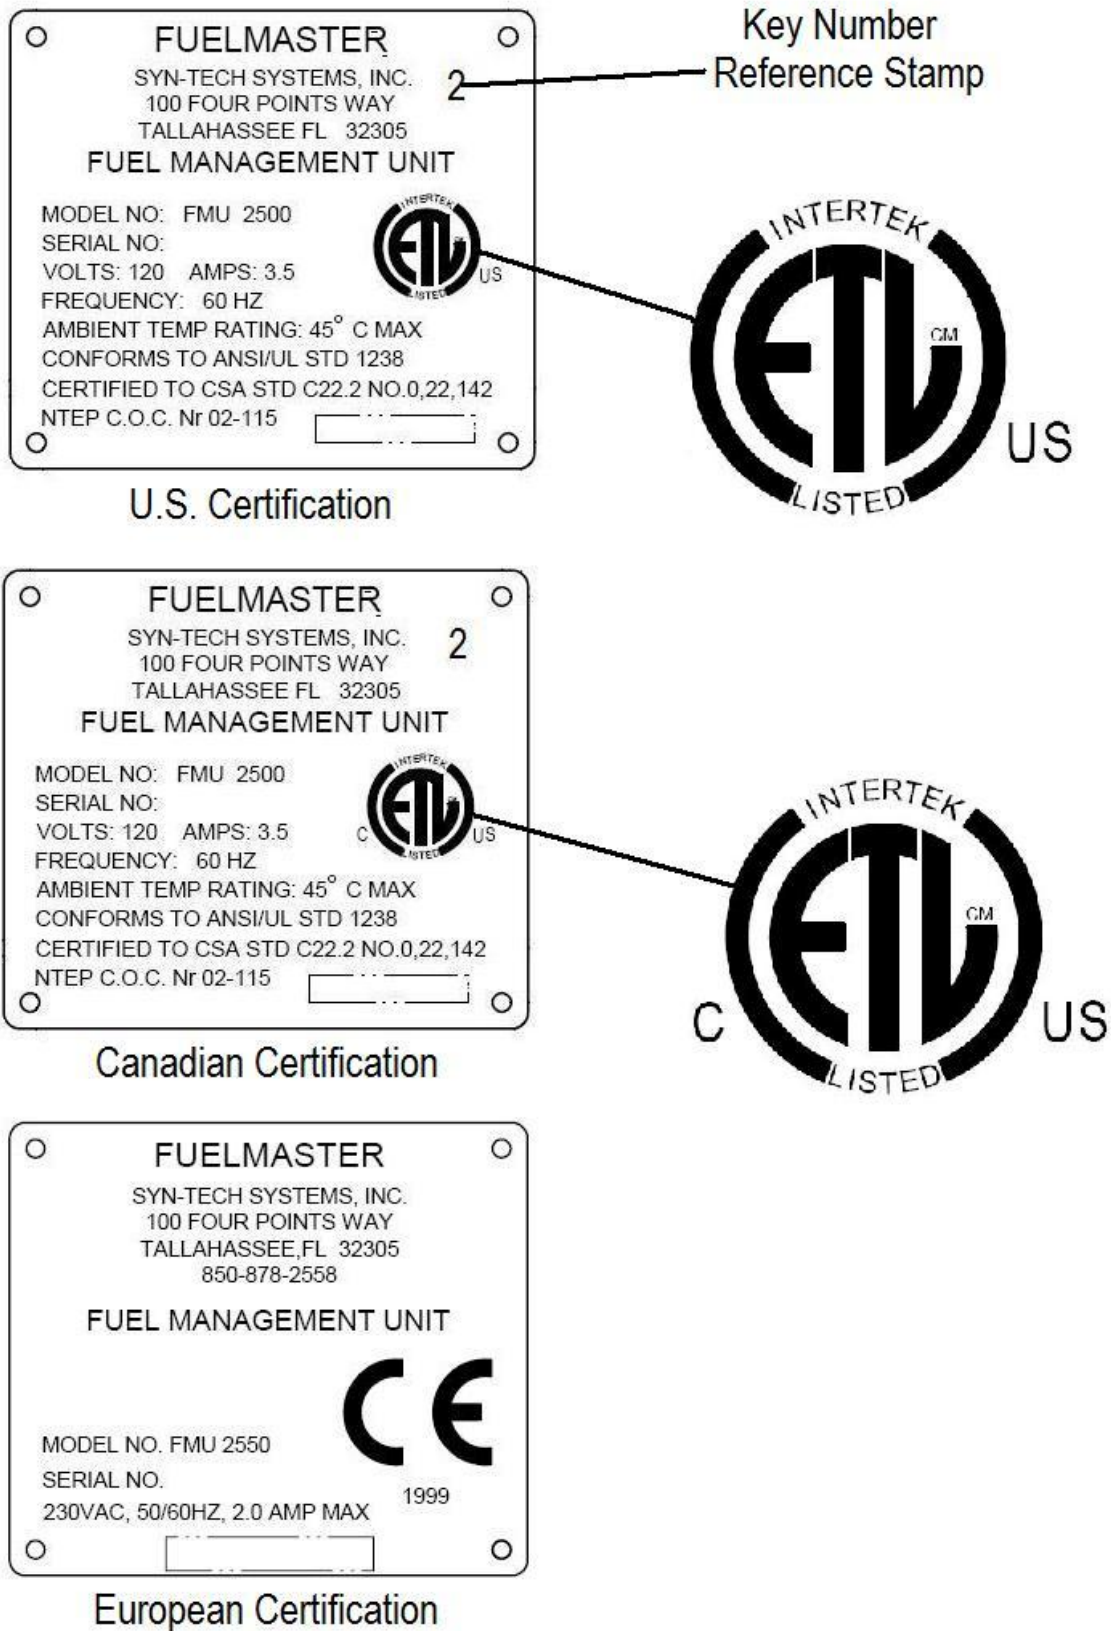 FUELMASTER
SYN-TECH SYSTEMS, INC.
100 FOUR POINTS WAY
TALLAHASSEE FL 32305
2
Key Number
Reference Stamp
FUEL MANAGEMENT UNIT
MODEL NO: FMU 2500
SERIAL NO:
VOLTS: 120 AMPS: 3.5
FREQUENCY: 60 HZ
AMBIENT TEMP RATING: 45° C MAX
CONFORMS TO ANSI/UL STD 1238
CERTIFIED TO CSA STD C22.2 NO.0,22,142
NTEP C.O.C. Nr 02-115
INTERTEK
ETL
LISTED
US
INTERTEK
ETL
CM
LISTED
US
U.S. Certification
FUELMASTER
SYN-TECH SYSTEMS, INC.
100 FOUR POINTS WAY
TALLAHASSEE FL 32305
2
FUEL MANAGEMENT UNIT
MODEL NO: FMU 2500
SERIAL NO:
VOLTS: 120 AMPS: 3.5
FREQUENCY: 60 HZ
AMBIENT TEMP RATING: 45° C MAX
CONFORMS TO ANSI/UL STD 1238
CERTIFIED TO CSA STD C22.2 NO.0,22,142
NTEP C.O.C. Nr 02-115
INTERTEK
C ETL US
LISTED
INTERTEK
ETL
CM
C US
LISTED
Canadian Certification
FUELMASTER
SYN-TECH SYSTEMS, INC.
100 FOUR POINTS WAY
TALLAHASSEE,FL 32305
850-878-2558
FUEL MANAGEMENT UNIT
CE
1999
MODEL NO. FMU 2550
SERIAL NO.
230VAC, 50/60HZ, 2.0 AMP MAX
European Certification